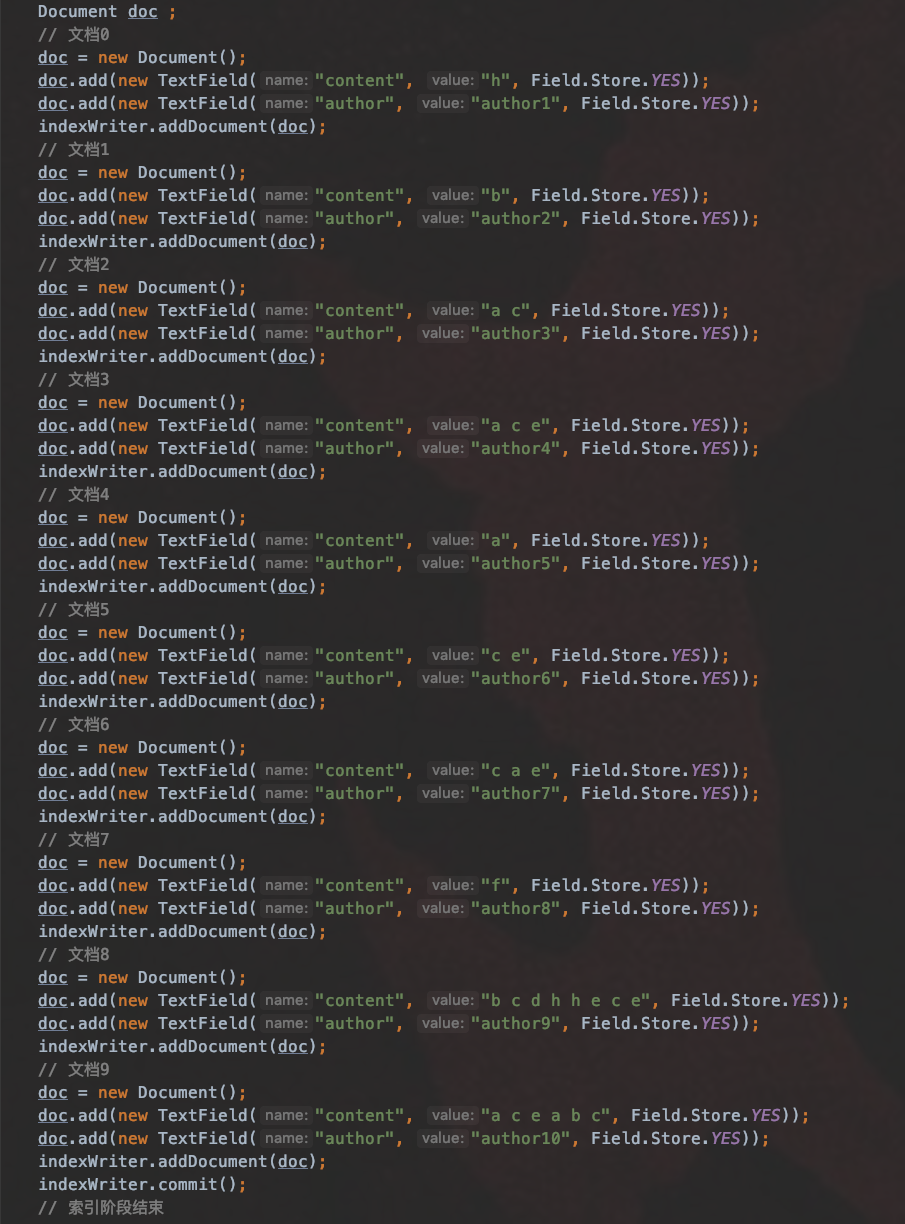 Document doc ;
// 文档0
doc = new Document();
doc.add(new TextField( name: "content", value: "h", Field.Store.YES));
doc.add(new TextField( name: "author", value: "author1", Field.Store.YES));
indexWriter.addDocument(doc);
// 文档1
doc = new Document();
doc.add(new TextField( name: "content", value: "b", Field.Store.YES));
doc.add(new TextField( name: "author", value: "author2", Field.Store.YES));
indexWriter.addDocument(doc);
// 文档2
doc = new Document();
doc.add(new TextField( name: "content", value: "a c", Field.Store.YES));
doc.add(new TextField( name: "author", value: "author3", Field.Store.YES));
indexWriter.addDocument(doc);
// 文档3
doc = new Document();
doc.add(new TextField( name: "content", value: "a c e", Field.Store.YES));
doc.add(new TextField( name: "author", value: "author4", Field.Store.YES));
indexWriter.addDocument(doc);
// 文档4
doc = new Document();
doc.add(new TextField( name: "content", value: "a", Field.Store.YES));
doc.add(new TextField( name: "author", value: "author5", Field.Store.YES));
indexWriter.addDocument(doc);
// 文档5
doc = new Document();
doc.add(new TextField( name: "content", value: "c e", Field.Store.YES));
doc.add(new TextField( name: "author", value: "author6", Field.Store.YES));
indexWriter.addDocument(doc);
// 文档6
doc = new Document();
doc.add(new TextField( name: "content", value: "c a e", Field.Store.YES));
doc.add(new TextField( name: "author", value: "author7", Field.Store.YES));
indexWriter.addDocument(doc);
// 文档7
doc = new Document();
doc.add(new TextField( name: "content", value: "f", Field.Store.YES));
doc.add(new TextField( name: "author", value: "author8", Field.Store.YES));
indexWriter.addDocument(doc);
// 文档8
doc = new Document();
doc.add(new TextField( name: "content", value: "b c d h h e c e", Field.Store.YES));
doc.add(new TextField( name: "author", value: "author9", Field.Store.YES));
indexWriter.addDocument(doc);
// 文档9
doc = new Document();
doc.add(new TextField( name: "content", value: "a c e a b c", Field.Store.YES));
doc.add(new TextField( name: "author", value: "author10", Field.Store.YES));
indexWriter.addDocument(doc);
indexWriter.commit();
// 索引阶段结束